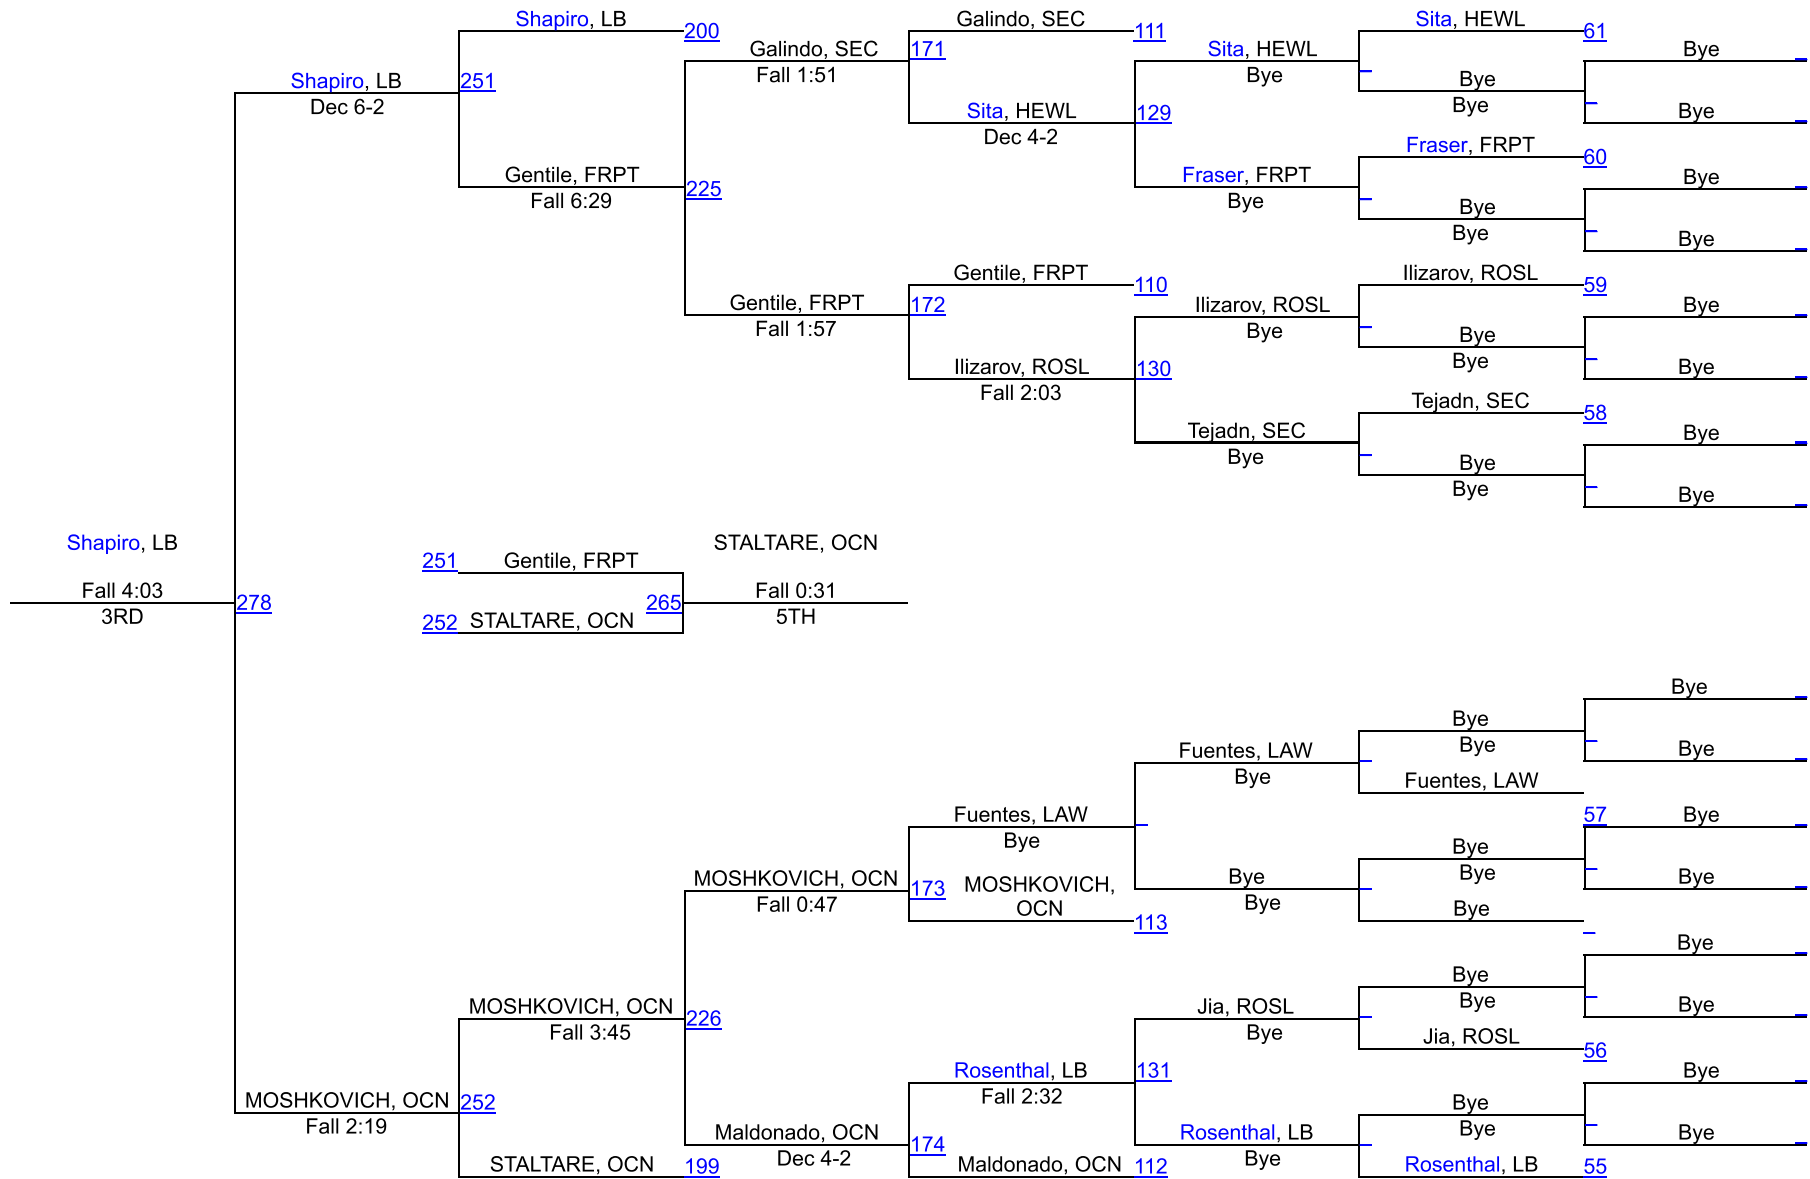 Shapiro, LB
200
Galindo, SEC
111
Sita, HEWL
61
Shapiro, LB
251
Dec 6-2
Galindo, SEC
171
Fall 1:51
Sita, HEWL
Bye
Bye
Bye
Bye
Bye
Sita, HEWL
129
Dec 4-2
Fraser, FRPT
60
Gentile, FRPT
Fall 6:29
225
Fraser, FRPT
Bye
Bye
Bye
Bye
Bye
Gentile, FRPT
110
Ilizarov, ROSL
59
Gentile, FRPT
172
Fall 1:57
Ilizarov, ROSL
Bye
Bye
Bye
Bye
Bye
Ilizarov, ROSL
130
Fall 2:03
Tejadn, SEC
58
Tejadn, SEC
Bye
Bye
Bye
Bye
Bye
Shapiro, LB
Fall 4:03
278
3RD
251
Gentile, FRPT
252
STALTARE, OCN
265
STALTARE, OCN
Fall 0:31
5TH
Bye
Bye
Bye
Bye
Fuentes, LAW
Bye
Fuentes, LAW
57
Fuentes, LAW
Bye
Bye
Bye
Bye
Bye
MOSHKOVICH, OCN
173
Fall 0:47
MOSHKOVICH,
OCN
113
Bye
Bye
Bye
Bye
Bye
Bye
Bye
MOSHKOVICH, OCN
226
Fall 3:45
Jia, ROSL
Bye
Jia, ROSL
56
Rosenthal, LB
131
Fall 2:32
Bye
Bye
Bye
Bye
MOSHKOVICH, OCN
252
Fall 2:19
Maldonado, OCN
174
Dec 4-2
Rosenthal, LB
Bye
STALTARE, OCN
199
Maldonado, OCN
112
Rosenthal, LB
55